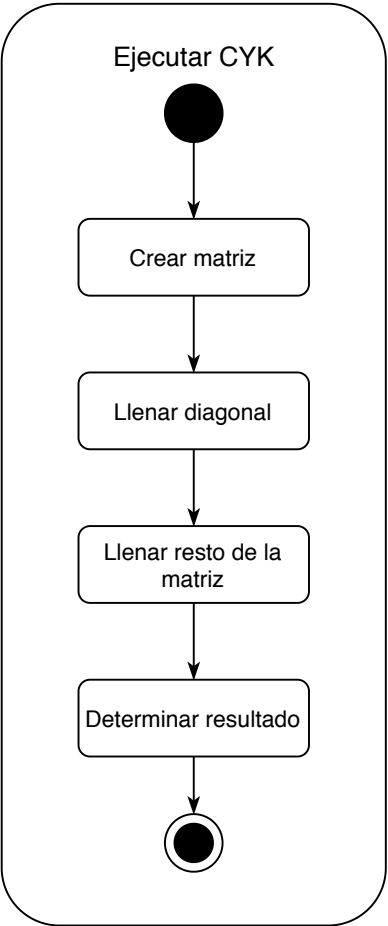 Ejecutar CYK
Crear matriz
Llenar diagonal
Llenar resto de la
matriz
Determinar resultado